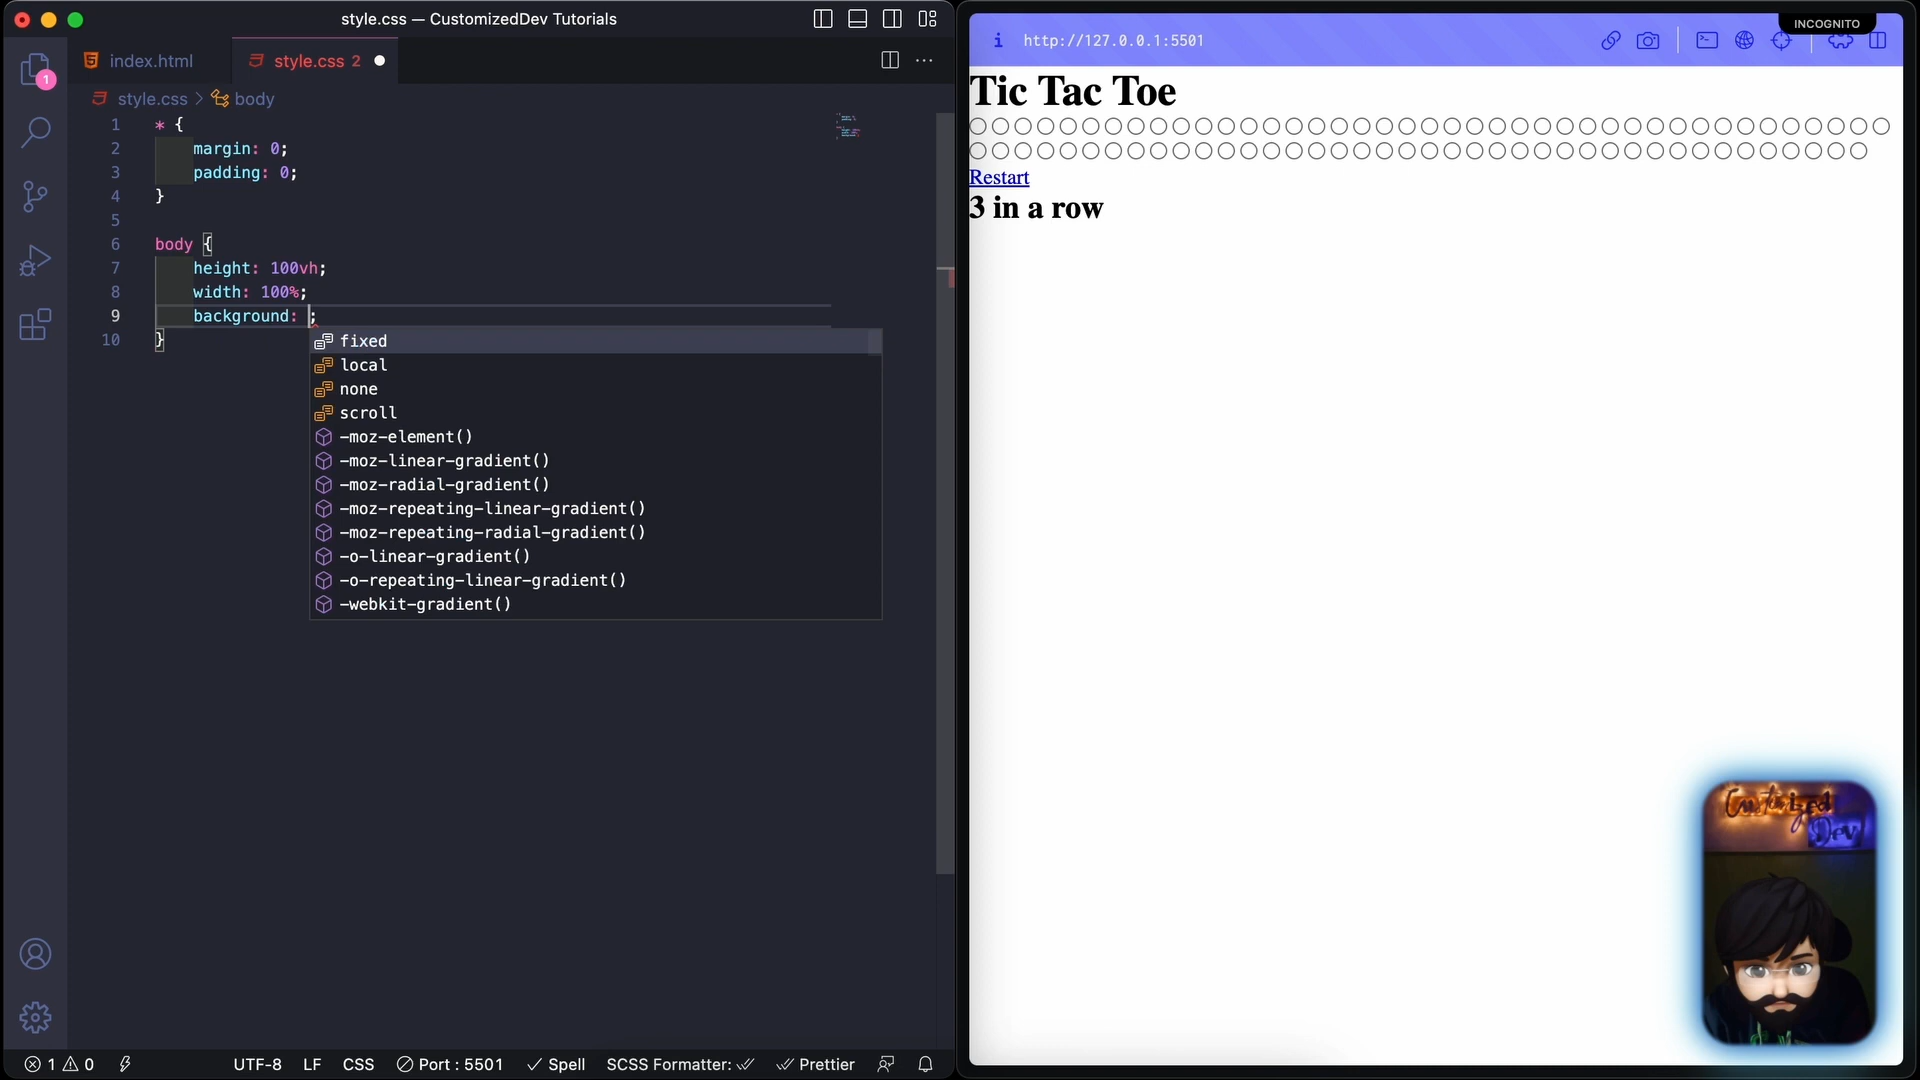 style.css — CustomizedDev Tutorials
INCOGNITO
http://127.0.0.1:5501
index.html
style.css 2
style.css > body
1 * {
2 margin: 0;
3 padding: 0;
4 }
5
6 body {
7 height: 100vh;
8 width: 100%;
9 background: ;
10 }
fixed
local
none
scroll
-moz-element()
-moz-linear-gradient()
-moz-radial-gradient()
-moz-repeating-linear-gradient()
-moz-repeating-radial-gradient()
-o-linear-gradient()
-o-repeating-linear-gradient()
-webkit-gradient()
1
1 0
UTF-8 LF CSS Port : 5501 Spell SCSS Formatter: Prettier
Tic Tac Toe
Restart
3 in a row
Customized
Dev